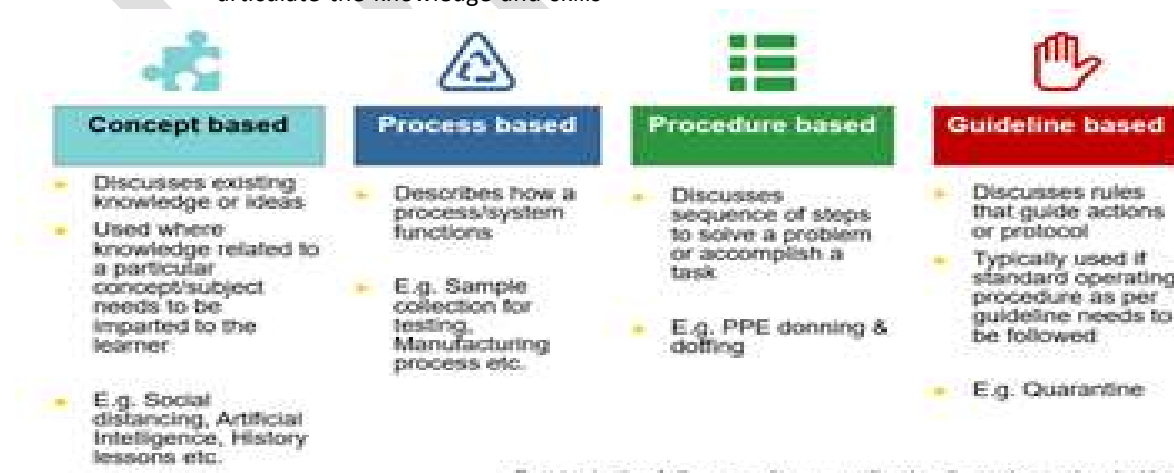 articulate the knowledge and skills
Concept based
Discusses existing
knowledge or ideas
Used where
knowledge related to
a particular
concept/subject
needs to be
imparted to the
learner
E.g. Social
distancing, Artificial
Intelligence, History
lessons etc.
Process based
Describes how a
process/system
functions
E.g. Sample
collection for
testing,
Manufacturing
process etc.
Procedure based
Discusses
sequence of steps
to solve a problem
or accomplish a
task
E.g. PPE donning &
doffing
Guideline based
Discusses rules
that guide actions
or protocol
Typically used if
standard operating
procedure as per
guideline needs to
be followed
E.g. Quarantine